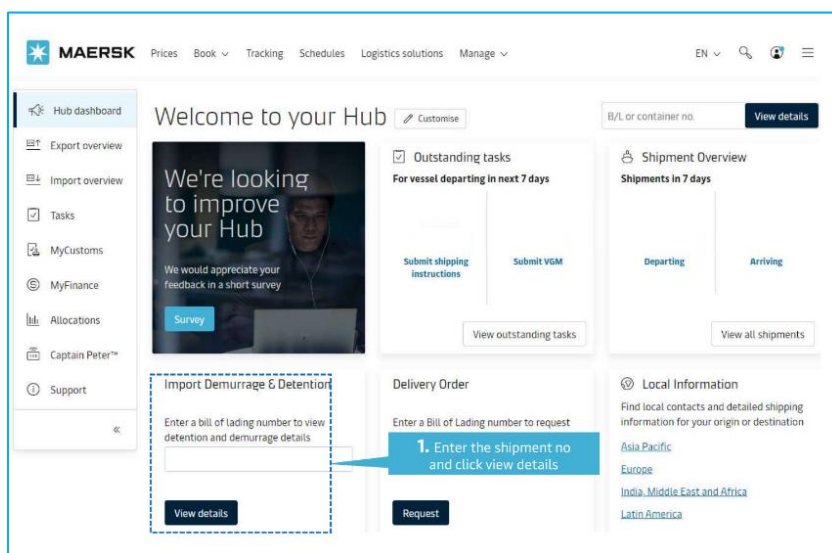 MAERSK
Prices Book Tracking Schedules Logistics solutions Manage EN
Hub dashboard
Export overview
Import overview
Tasks
MyCustoms
MyFinance
Allocations
Captain Peter™
Support
«
Welcome to your Hub
Customise
B/L or container no.
View details
We're looking
to improve
your Hub
We would appreciate your
feedback in a short survey
Survey
Outstanding tasks
For vessel departing in next 7 days
Submit shipping
instructions
Submit VGM
View outstanding tasks
Shipment Overview
Shipments in 7 days
Departing
Arriving
View all shipments
Import Demurrage & Detention
Enter a bill of lading number to view
detention and demurrage details
View details
Delivery Order
Enter a Bill of Lading number to request
1. Enter the shipment no
and click view details
Request
Local Information
Find local contacts and detailed shipping
information for your origin or destination
Asia Pacific
Europe
India, Middle East and Africa
Latin America